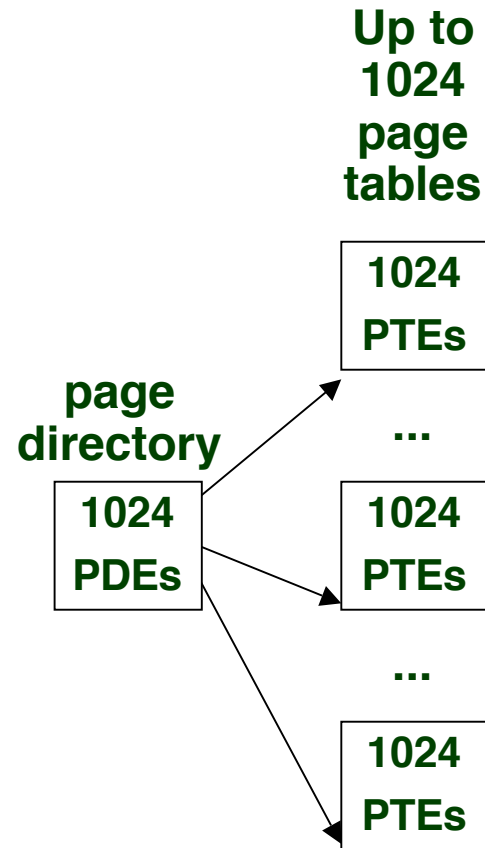 Up to
1024
page
tables
1024
PTEs
page
directory
...
1024
PDEs
1024
PTEs
...
1024
PTEs